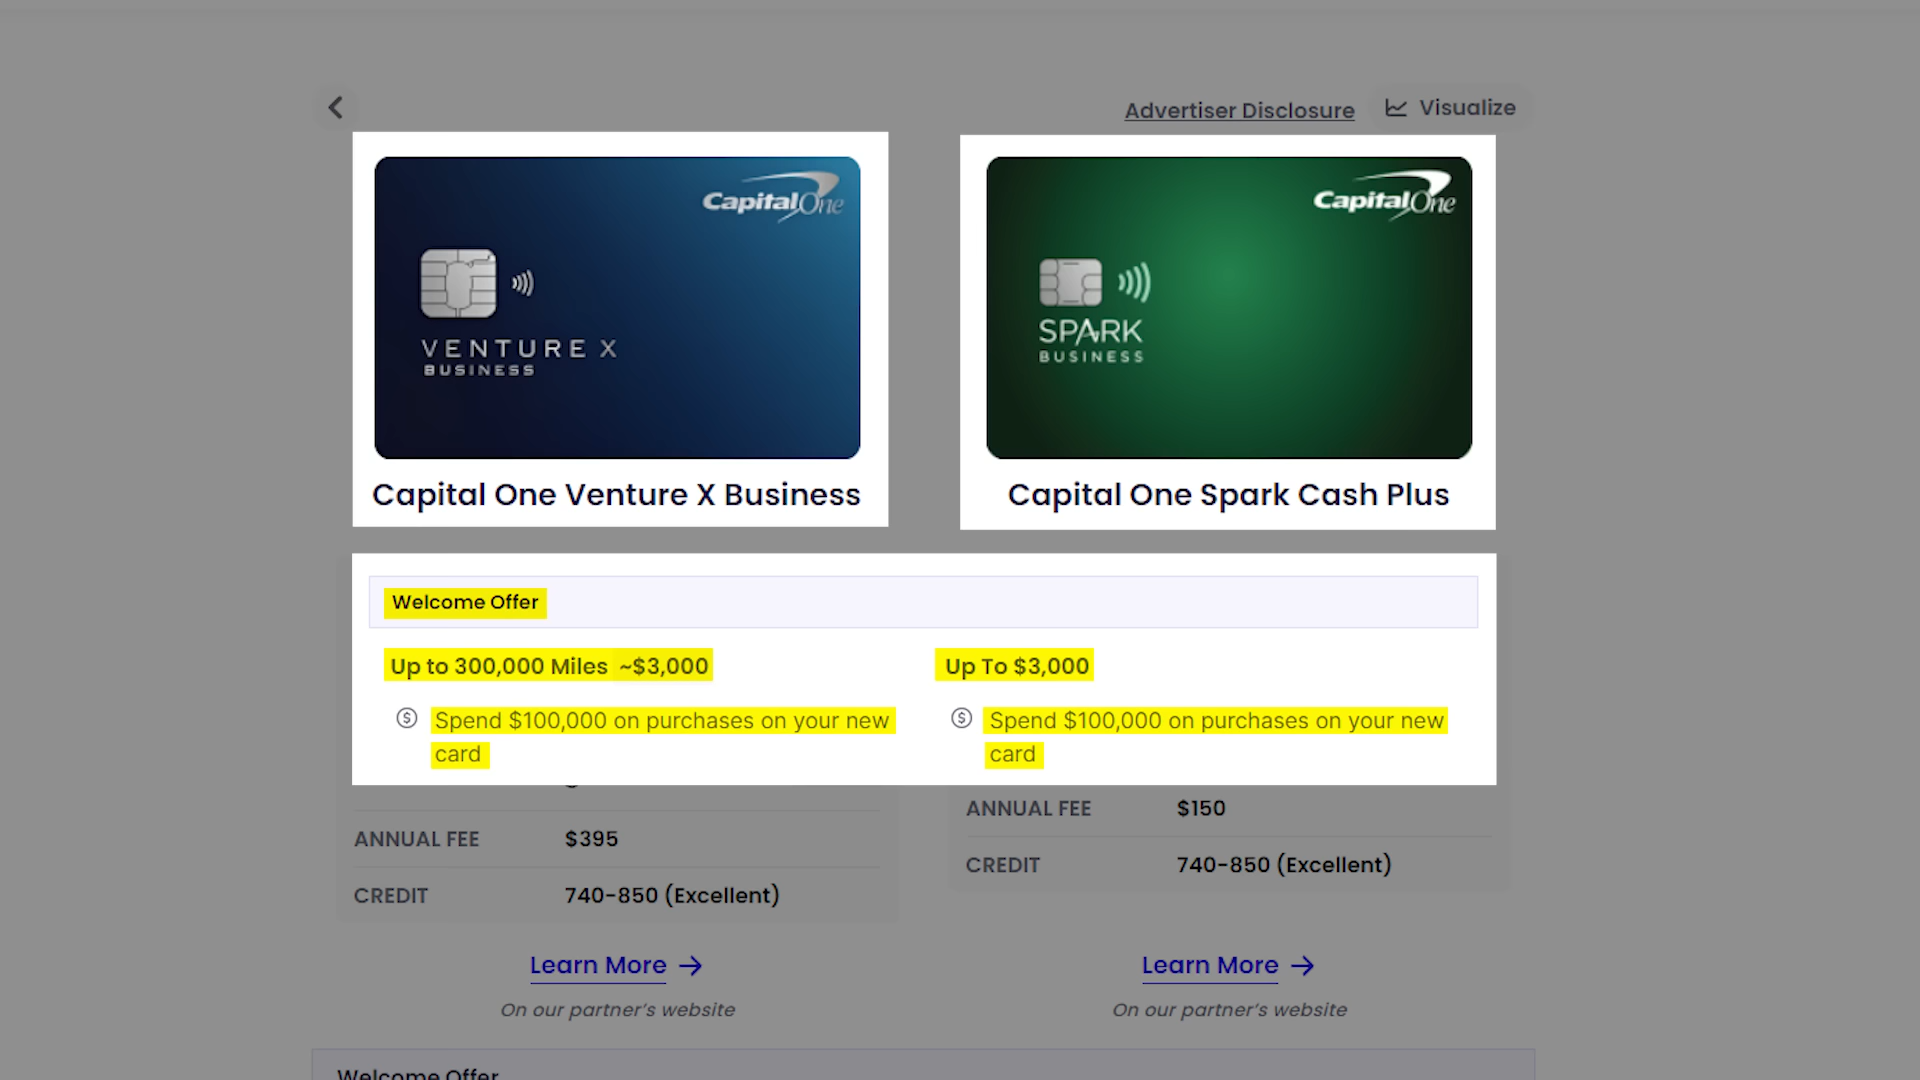 Advertiser Disclosure
Visualize
CapitalOne
VENTURE X
BUSINESS
Capital One Venture X Business
CapitalOne
SPARK
BUSINESS
Capital One Spark Cash Plus
Welcome Offer
Up to 300,000 Miles ~$3,000
Spend $100,000 on purchases on your new
card
Up To $3,000
Spend $100,000 on purchases on your new
card
ANNUAL FEE $395
CREDIT 740-850 (Excellent)
Learn More →
On our partner's website
ANNUAL FEE $150
CREDIT 740-850 (Excellent)
Learn More →
On our partner's website
Welcome Offer